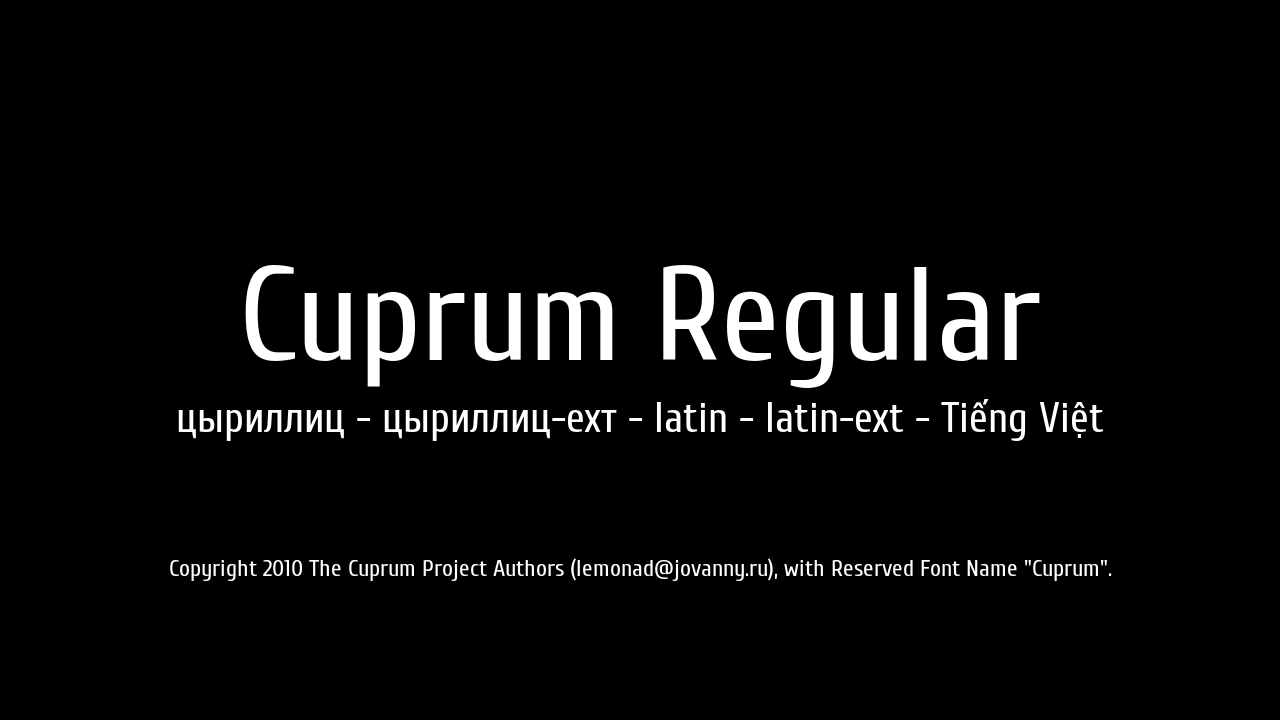 Cuprum Regular
цыриллиц - цыриллиц-ехт - latin - latin-ext - Tiếng Việt
Copyright 2010 The Cuprum Project Authors (lemonad@jovanny.ru), with Reserved Font Name "Cuprum".